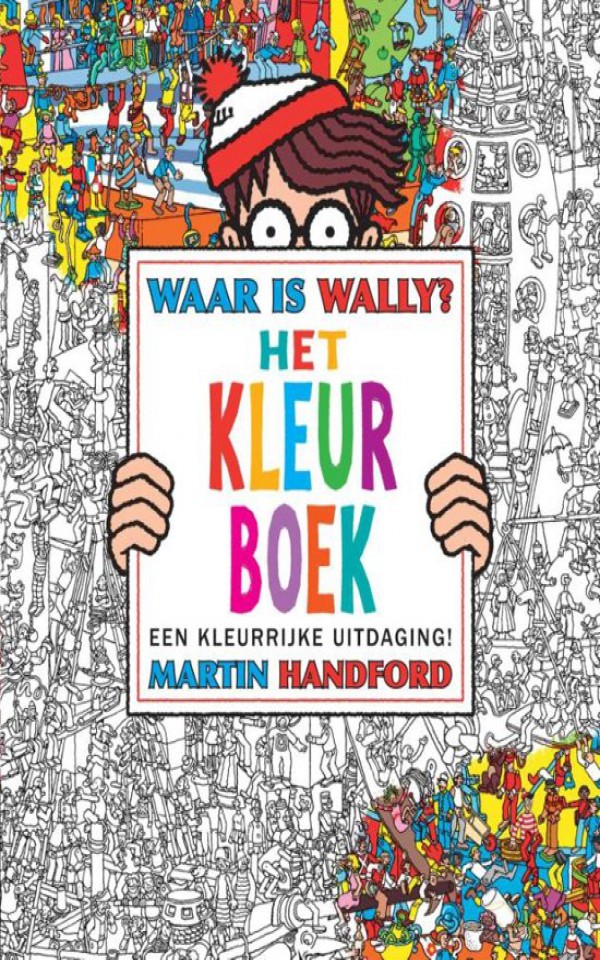 WAAR IS WALLY?
HET
KLEUR
BOEK
EEN KLEURRIJKE UITDAGING!
MARTIN HANDFORD